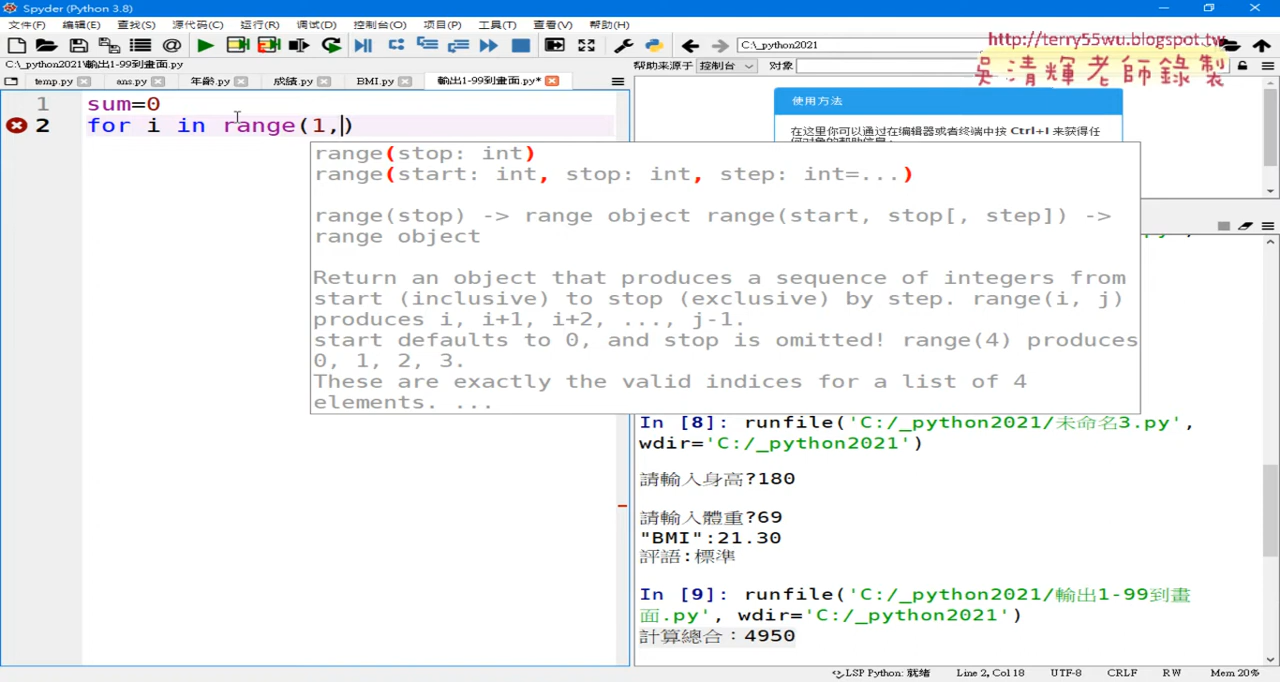 Spyder (Python 3.8)
文件(F) 编辑(E) 查找(S) 源代码(C) 运行(R) 调试(D) 控制台(O) 项目(P) 工具(T) 查看(V) 帮助(H)
C:\_python2021
http://terry55wu.blogspot.tw
吳清輝老師錄製
C:\_python2021\輸出1-99到畫面.py
temp.py ans.py 年齡.py 成績.py BMI.py 輸出1-99到畫面.py*
帮助来源于 控制台 对象
1 sum=0
2 for i in range(1,)
使用方法
在这里你可以通过在编辑器或者终端中按 Ctrl+I 来获得任
range(stop: int)
range(start: int, stop: int, step: int=...)
range(stop) -> range object range(start, stop[, step]) ->
range object
Return an object that produces a sequence of integers from
start (inclusive) to stop (exclusive) by step. range(i, j)
produces i, i+1, i+2, ..., j-1.
start defaults to 0, and stop is omitted! range(4) produces
0, 1, 2, 3.
These are exactly the valid indices for a list of 4
elements. ...
In [8]: runfile('C:/_python2021/未命名3.py',
wdir='C:/_python2021')
請輸入身高?180
請輸入體重?69
"BMI":21.30
評語:標準
In [9]: runfile('C:/_python2021/輸出1-99到畫
面.py', wdir='C:/_python2021')
計算總合：4950
LSP Python: 就绪 Line 2, Col 18 UTF-8 CRLF RW Mem 20%